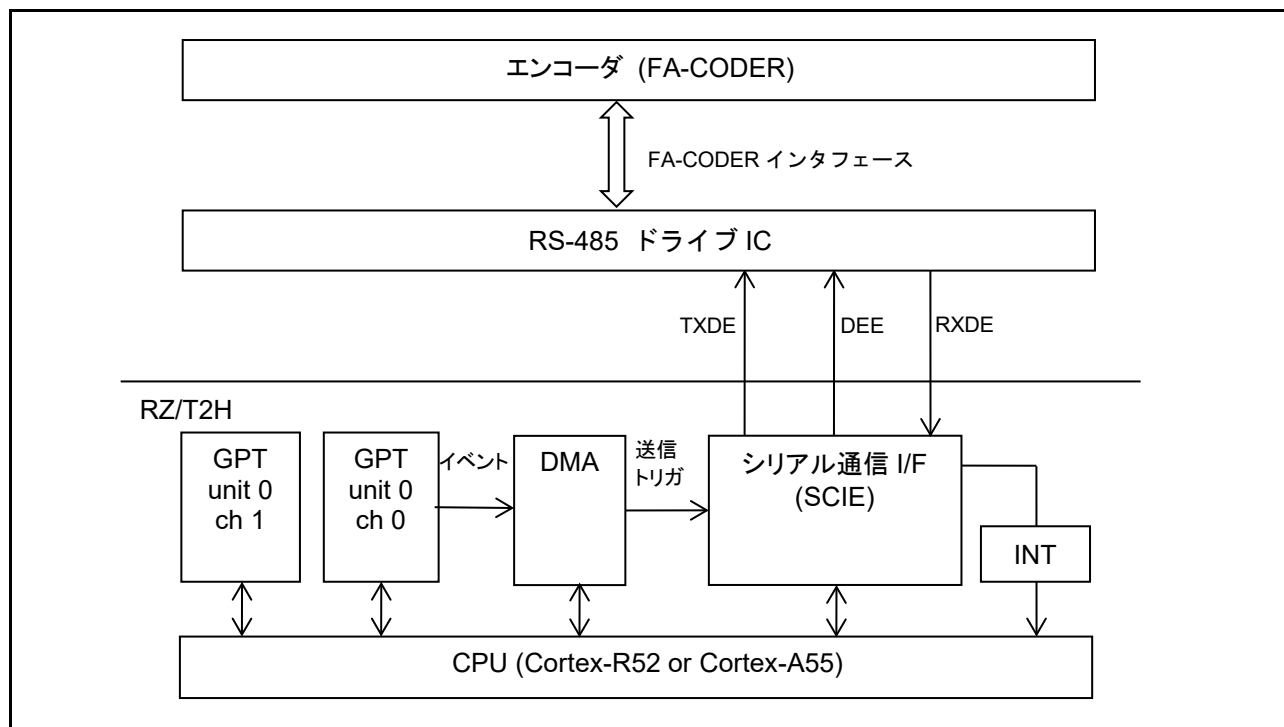 エンコーダ (FA-CODER)
FA-CODER インタフェース
RS-485 ドライブ IC
TXDE
DEE
RXDE
RZ/T2H
GPT
unit 0
ch 1
GPT
unit 0
ch 0
イベント
DMA
送信
トリガ
シリアル通信 I/F
(SCIE)
INT
CPU (Cortex-R52 or Cortex-A55)